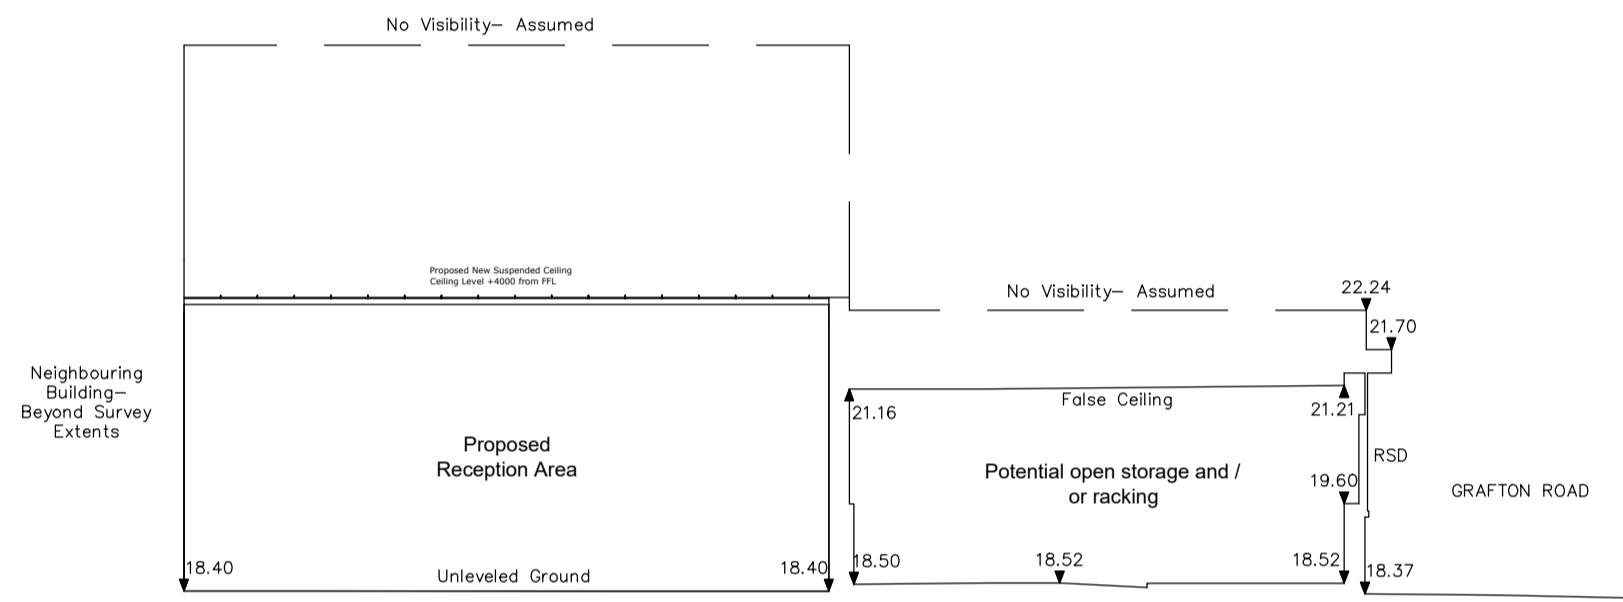 No Visibility– Assumed
Proposed New Suspended Ceiling
Ceiling Level +4000 from FFL
No Visibility– Assumed
22.24
21.70
Neighbouring
Building–
Beyond Survey
Extents
21.16
False Ceiling
21.21
Proposed
Reception Area
Potential open storage and /
or racking
RSD
19.60
GRAFTON ROAD
18.40
Unleveled Ground
18.40
18.50
18.52
18.52
18.37